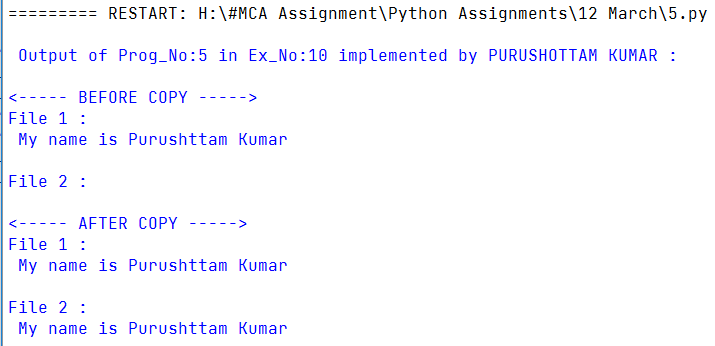 ========= RESTART: H:\#MCA Assignment\Python Assignments\12 March\5.py
Output of Prog_No:5 in Ex_No:10 implemented by PURUSHOTTAM KUMAR :
<----- BEFORE COPY ----->
File 1 :
My name is Purushttam Kumar
File 2 :
<----- AFTER COPY ----->
File 1 :
My name is Purushttam Kumar
File 2 :
My name is Purushttam Kumar